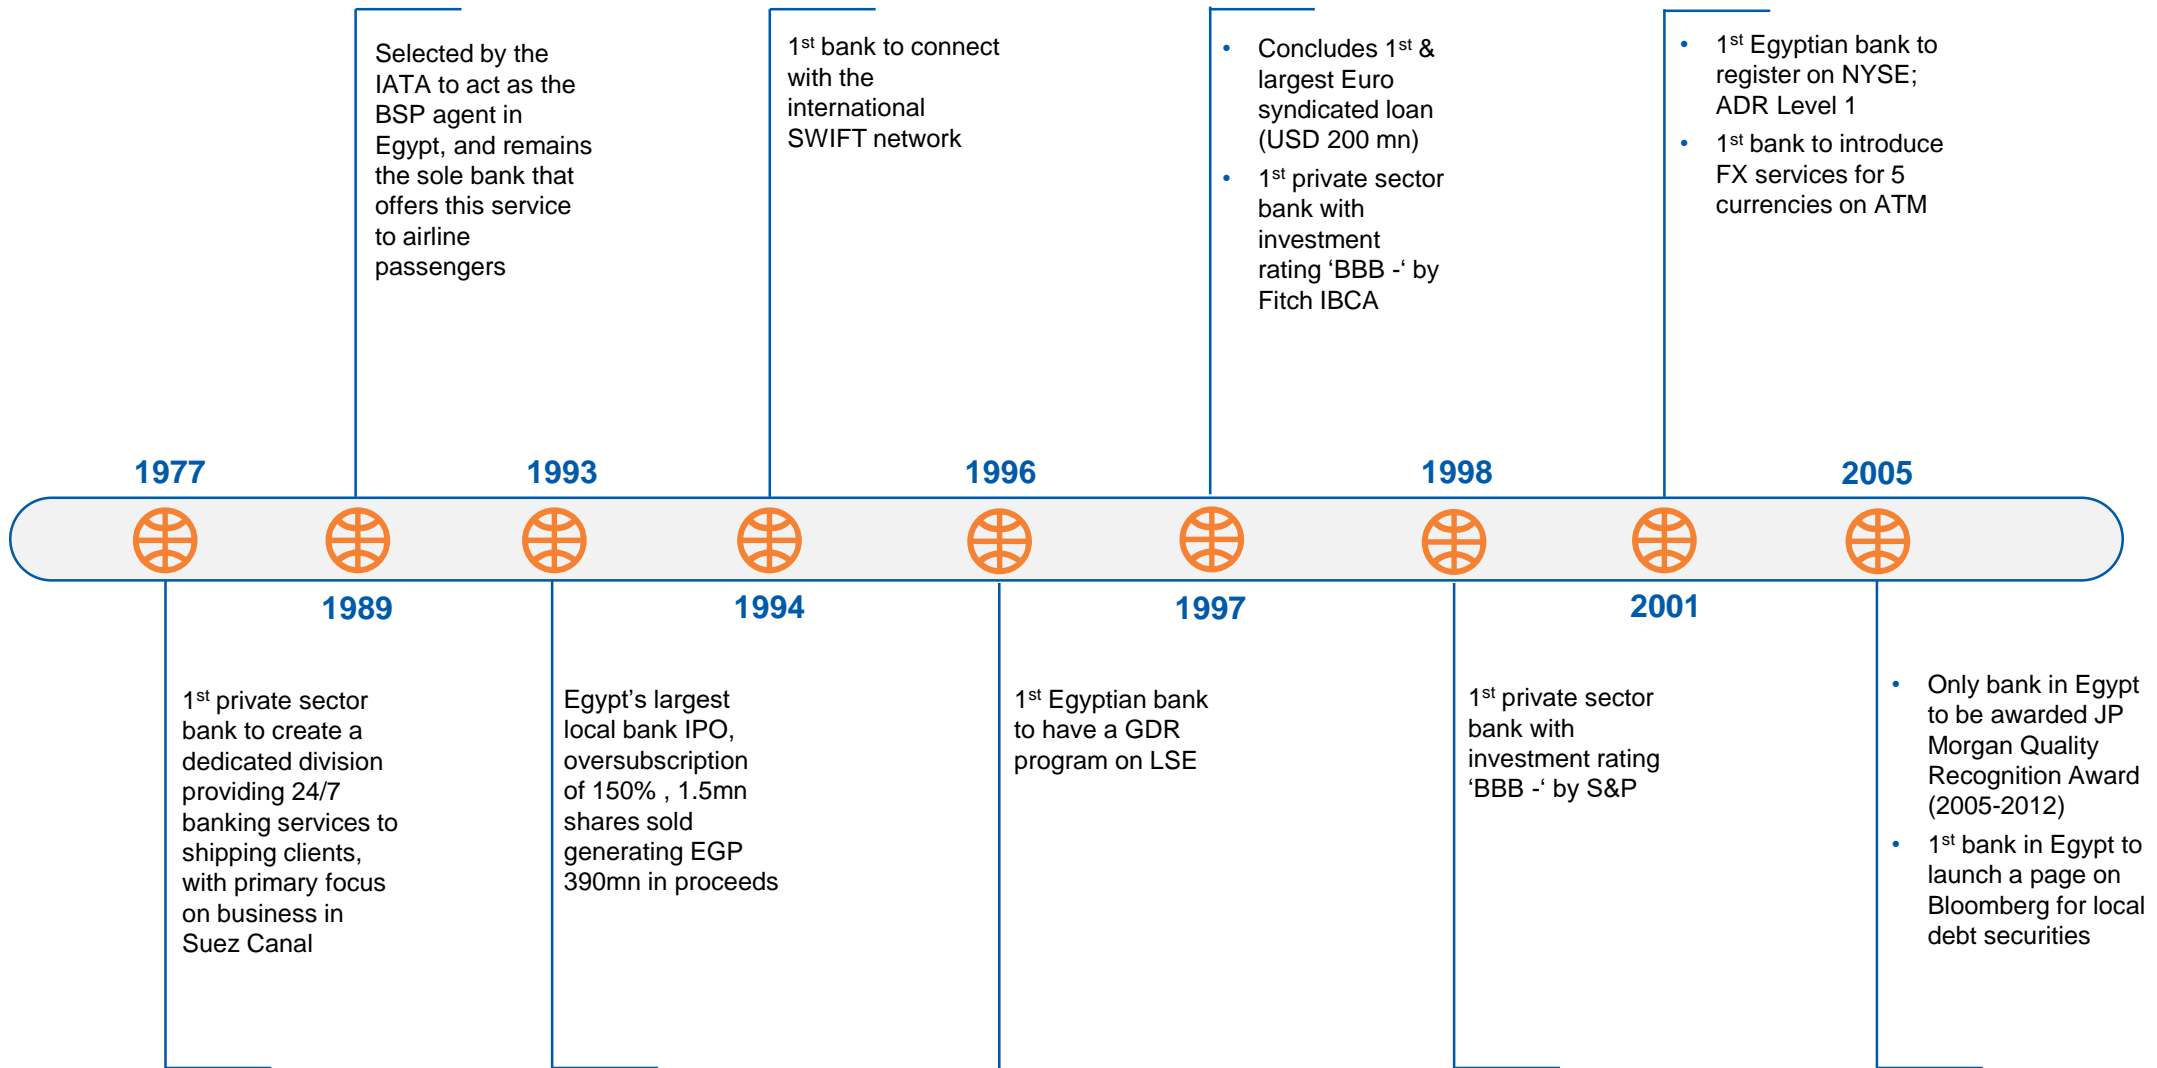 Selected by the
IATA to act as the
BSP agent in
Egypt, and remains
the sole bank that
offers this service
to airline
passengers
1st bank to connect
with the
international
SWIFT network
• Concludes 1st &
largest Euro
syndicated loan
(USD 200 mn)
• 1st private sector
bank with
investment
rating ‘BBB -‘ by
Fitch IBCA
• 1st Egyptian bank to
register on NYSE;
ADR Level 1
• 1st bank to introduce
FX services for 5
currencies on ATM
1977
1993
1996
1998
2005
1989
1994
1997
2001
1st private sector
bank to create a
dedicated division
providing 24/7
banking services to
shipping clients,
with primary focus
on business in
Suez Canal
Egypt’s largest
local bank IPO,
oversubscription
of 150% , 1.5mn
shares sold
generating EGP
390mn in proceeds
1st Egyptian bank
to have a GDR
program on LSE
1st private sector
bank with
investment rating
‘BBB -‘ by S&P
• Only bank in Egypt
to be awarded JP
Morgan Quality
Recognition Award
(2005-2012)
• 1st bank in Egypt to
launch a page on
Bloomberg for local
debt securities